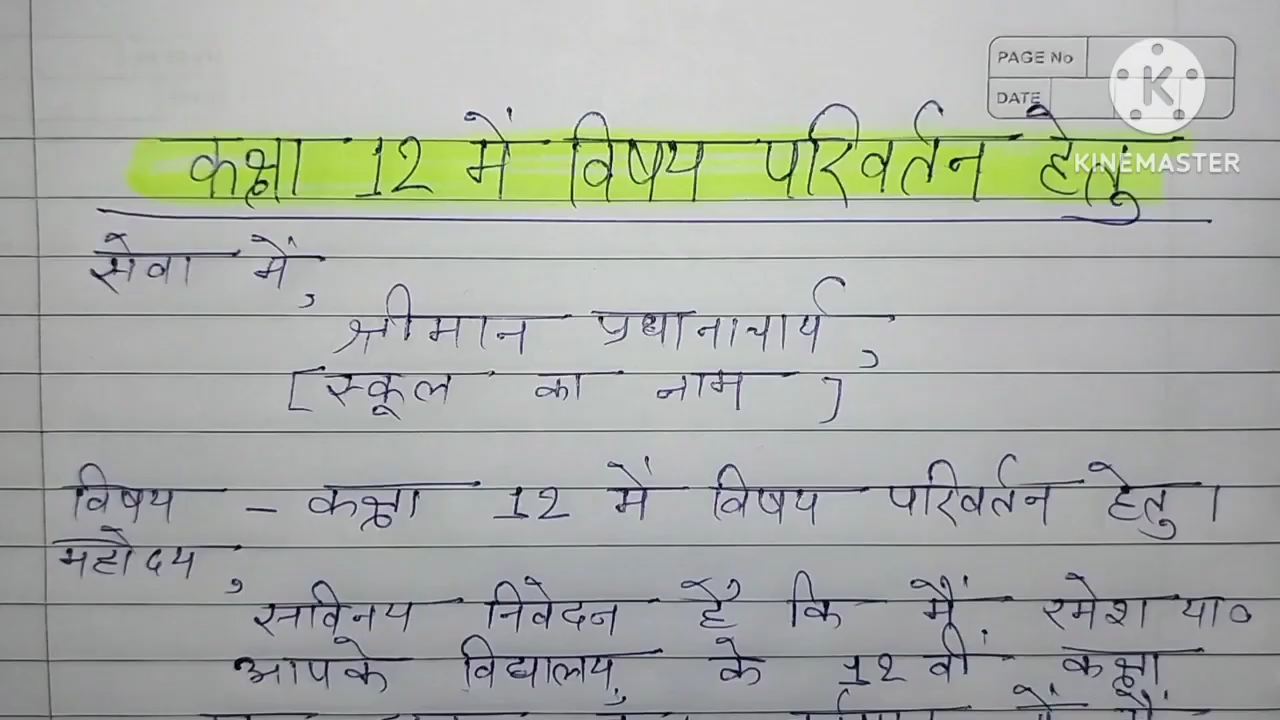 PAGE No
DATE
KINEMASTER
कक्षा 12 में विषय परिवर्तन हेतु
सेवा में,
श्रीमान प्रधानाचार्य,
[स्कूल का नाम]
विषय - कक्षा 12 में विषय परिवर्तन हेतु।
महोदय,
सविनय निवेदन है कि मैं रमेश या०
आपके विद्यालय के 12 वीं कक्षा